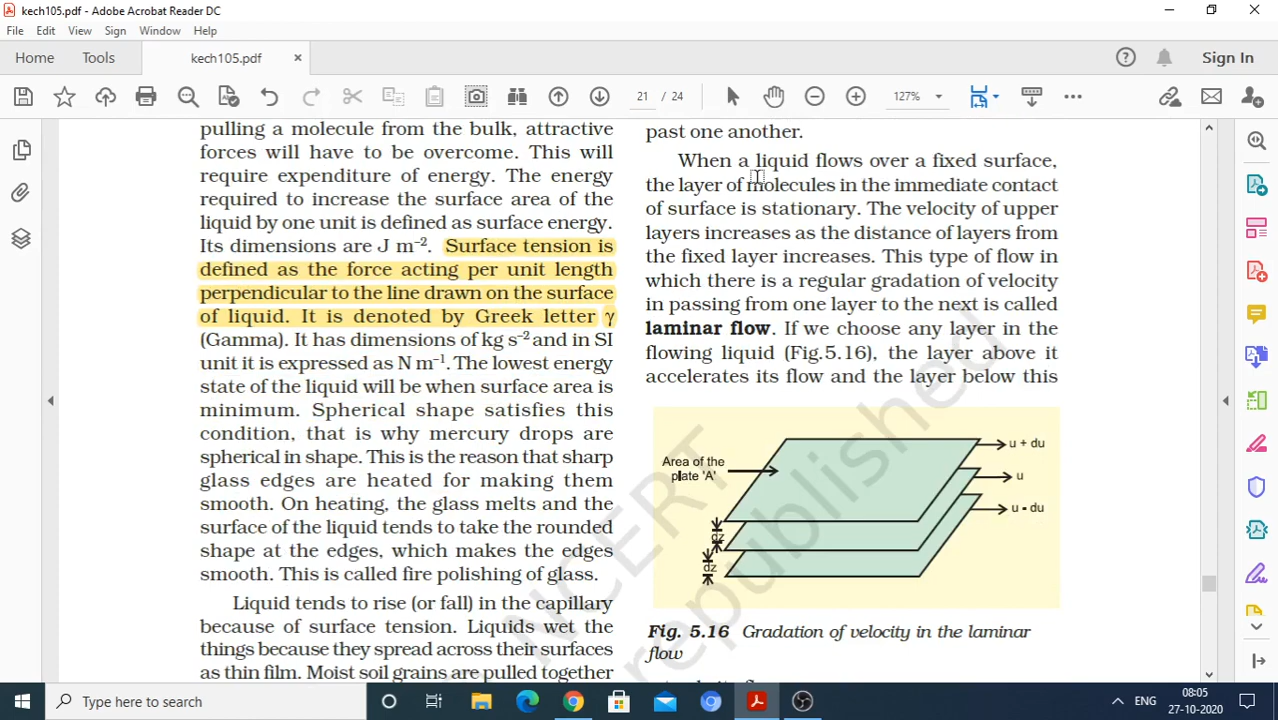 kech105.pdf - Adobe Acrobat Reader DC
File Edit View Sign Window Help
Home Tools kech105.pdf × Sign In
21 / 24 127%
pulling a molecule from the bulk, attractive
forces will have to be overcome. This will
require expenditure of energy. The energy
required to increase the surface area of the
liquid by one unit is defined as surface energy.
Its dimensions are J m⁻². Surface tension is
defined as the force acting per unit length
perpendicular to the line drawn on the surface
of liquid. It is denoted by Greek letter γ
(Gamma). It has dimensions of kg s⁻² and in SI
unit it is expressed as N m⁻¹. The lowest energy
state of the liquid will be when surface area is
minimum. Spherical shape satisfies this
condition, that is why mercury drops are
spherical in shape. This is the reason that sharp
glass edges are heated for making them
smooth. On heating, the glass melts and the
surface of the liquid tends to take the rounded
shape at the edges, which makes the edges
smooth. This is called fire polishing of glass.
Liquid tends to rise (or fall) in the capillary
because of surface tension. Liquids wet the
things because they spread across their surfaces
as thin film. Moist soil grains are pulled together
past one another.
When a liquid flows over a fixed surface,
the layer of molecules in the immediate contact
of surface is stationary. The velocity of upper
layers increases as the distance of layers from
the fixed layer increases. This type of flow in
which there is a regular gradation of velocity
in passing from one layer to the next is called
laminar flow. If we choose any layer in the
flowing liquid (Fig.5.16), the layer above it
accelerates its flow and the layer below this
Area of the
plate 'A'
u + du
u
u - du
dz
dz
Fig. 5.16 Gradation of velocity in the laminar
flow
NCERT
republished
Type here to search
ENG
08:05
27-10-2020